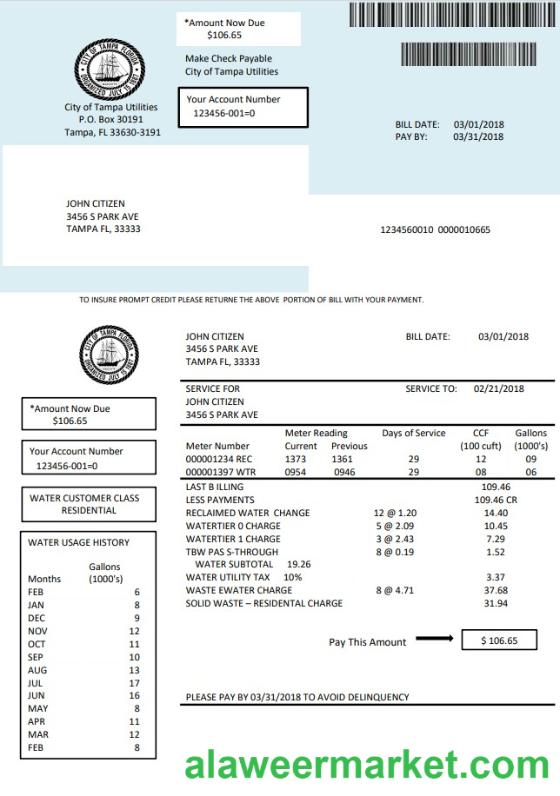 *Amount Now Due
$106.65
CITY OF TAMPA, FLORIDA
ORGANIZED JULY 15 1887
Make Check Payable
City of Tampa Utilities
City of Tampa Utilities
P.O. Box 30191
Tampa, FL 33630-3191
Your Account Number
123456-001=0
BILL DATE: 03/01/2018
PAY BY: 03/31/2018
JOHN CITIZEN
3456 S PARK AVE
TAMPA FL, 33333
1234560010 0000010665
TO INSURE PROMPT CREDIT PLEASE RETURNE THE ABOVE PORTION OF BILL WITH YOUR PAYMENT.
CITY OF TAMPA, FLORIDA
ORGANIZED JULY 15 1887
JOHN CITIZEN
3456 S PARK AVE
TAMPA FL, 33333
BILL DATE: 03/01/2018
SERVICE FOR
JOHN CITIZEN
3456 S PARK AVE
SERVICE TO: 02/21/2018
*Amount Now Due
$106.65
Your Account Number
123456-001=0
WATER CUSTOMER CLASS
RESIDENTIAL
WATER USAGE HISTORY
Gallons
Months (1000's)
FEB 6
JAN 8
DEC 9
NOV 12
OCT 11
SEP 10
AUG 13
JUL 17
JUN 16
MAY 8
APR 11
MAR 12
FEB 8
Meter Reading Days of Service CCF Gallons
Meter Number Current Previous (100 cuft) (1000's)
000001234 REC 1373 1361 29 12 09
000001397 WTR 0954 0946 29 08 06
LAST B ILLING 109.46
LESS PAYMENTS 109.46 CR
RECLAIMED WATER CHANGE 12 @ 1.20 14.40
WATERTIER 0 CHARGE 5 @ 2.09 10.45
WATERTIER 1 CHARGE 3 @ 2.43 7.29
TBW PAS S-THROUGH 8 @ 0.19 1.52
WATER SUBTOTAL 19.26
WATER UTILITY TAX 10% 3.37
WASTE EWATER CHARGE 8 @ 4.71 37.68
SOLID WASTE – RESIDENTAL CHARGE 31.94
Pay This Amount $ 106.65
PLEASE PAY BY 03/31/2018 TO AVOID DELINQUENCY
alaweermarket.com